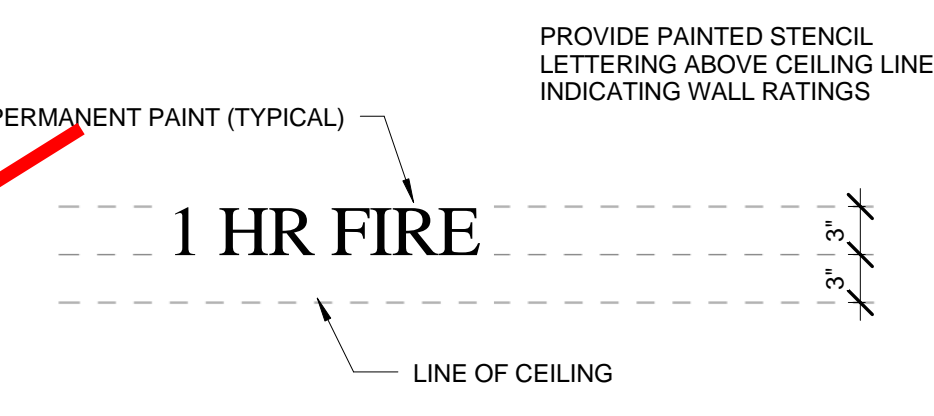 PROVIDE PAINTED STENCIL
LETTERING ABOVE CEILING LINE
INDICATING WALL RATINGS
PERMANENT PAINT (TYPICAL)
1 HR FIRE
3"
3"
LINE OF CEILING